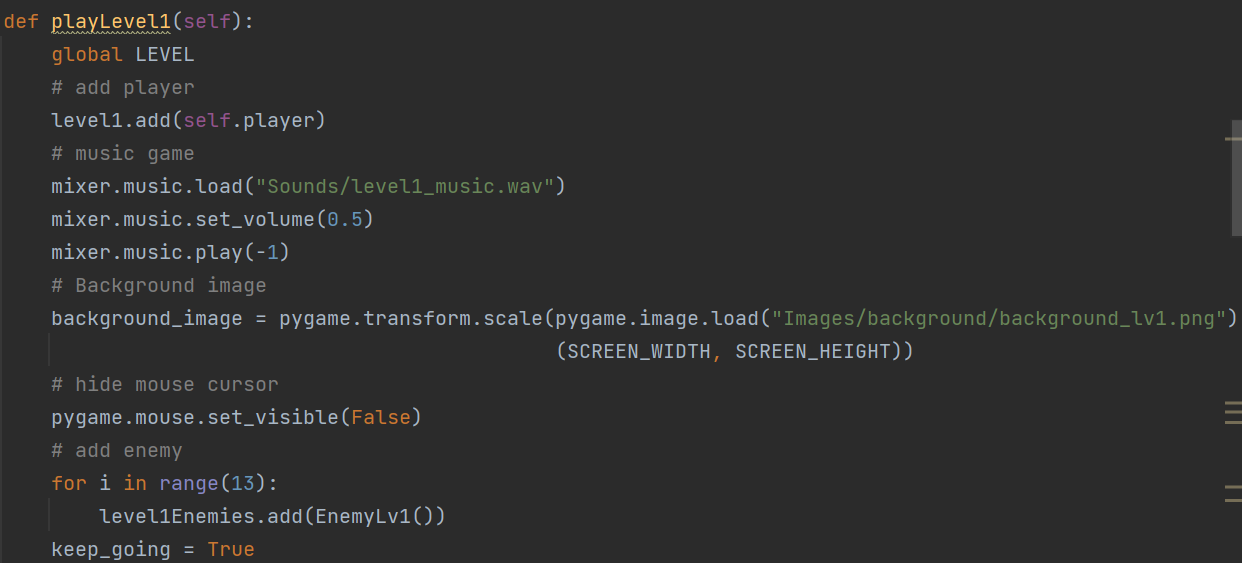 def playLevel1(self):
    global LEVEL
    # add player
    level1.add(self.player)
    # music game
    mixer.music.load("Sounds/level1_music.wav")
    mixer.music.set_volume(0.5)
    mixer.music.play(-1)
    # Background image
    background_image = pygame.transform.scale(pygame.image.load("Images/background/background_lv1.png")
                                              (SCREEN_WIDTH, SCREEN_HEIGHT))
    # hide mouse cursor
    pygame.mouse.set_visible(False)
    # add enemy
    for i in range(13):
        level1Enemies.add(EnemyLv1())
    keep_going = True